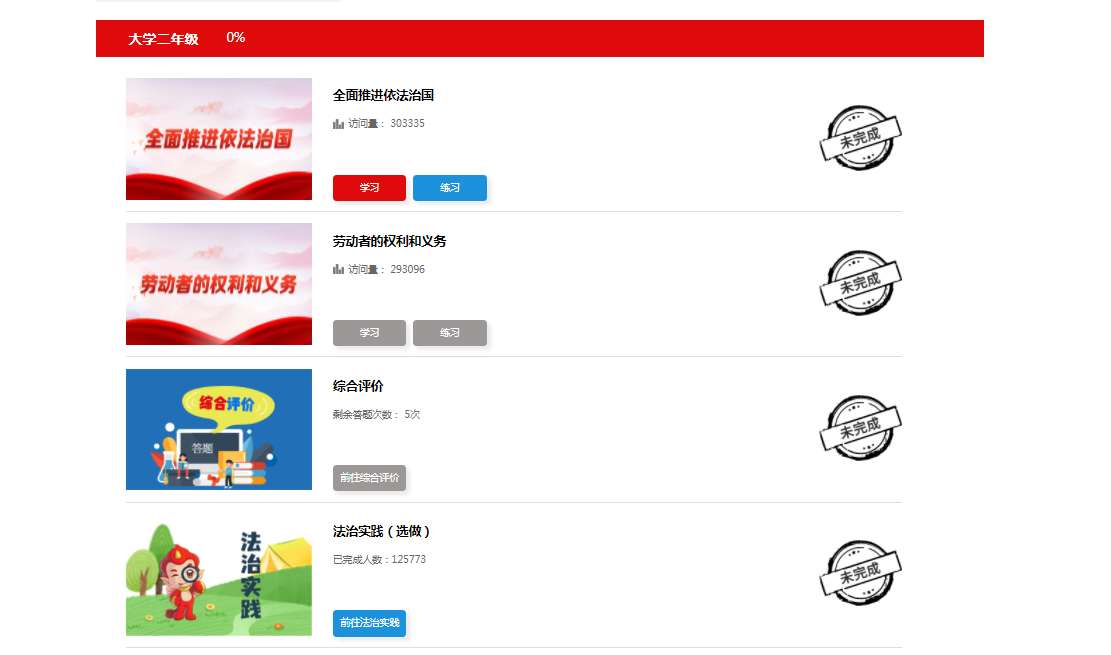 大学二年级 0%
全面推进依法治国
全面推进依法治国
访问量： 303335
未完成
学习 练习
劳动者的权利和义务
劳动者的权利和义务
访问量： 293096
未完成
学习 练习
综合评价
答题
综合评价
剩余答题次数： 5次
未完成
前往综合评价
法治实践
法治实践（选做）
已完成人数：125773
未完成
前往法治实践